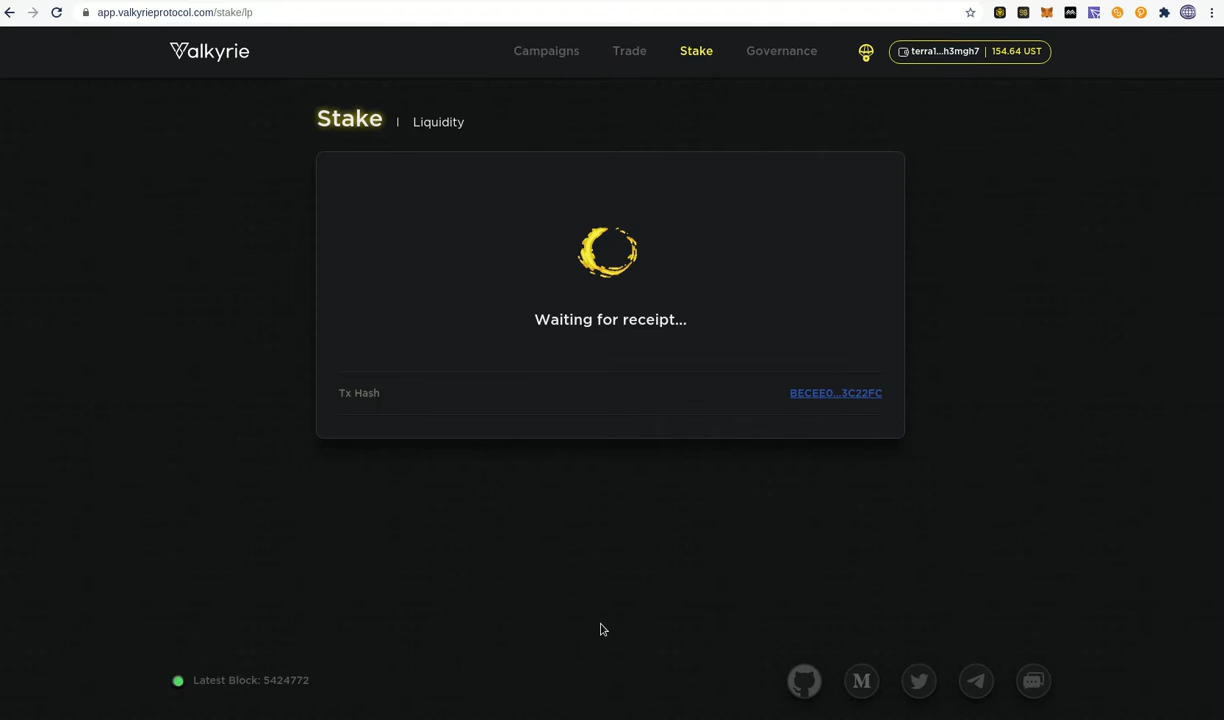 app.valkyrieprotocol.com/stake/lp
Valkyrie
Campaigns
Trade
Stake
Governance
terra1...h3mgh7 | 154.64 UST
Stake | Liquidity
Waiting for receipt...
Tx Hash
BECEE0...3C22FC
Latest Block: 5424772
M